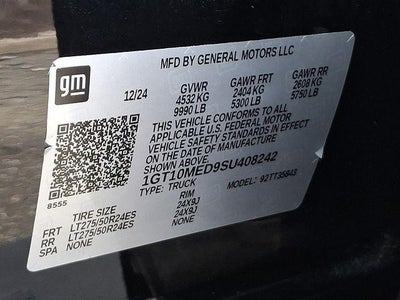 MFD BY GENERAL MOTORS LLC
gm
12/24 GVWR GAWR FRT GAWR RR
4532 KG 2404 KG 2608 KG
9990 LB 5300 LB 5750 LB
THIS VEHICLE CONFORMS TO ALL
APPLICABLE U.S. FEDERAL MOTOR
VEHICLE SAFETY STANDARDS IN EFFECT
ON THE DATE OF MANUFACTURE
1GT10MED9SU408242
TYPE: TRUCK MODEL: 92TT35843
8555
TIRE SIZE RIM
FRT LT275/50R24ES 24X9J
RR LT275/50R24ES 24X9J
SPA NONE NONE